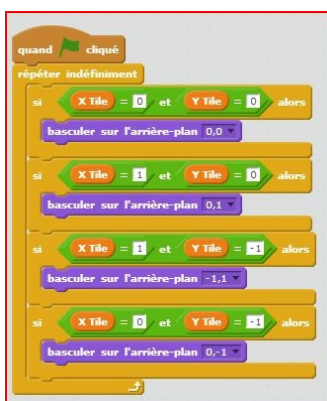 quand cliqué
répéter indéfiniment
si X Tile = 0 et Y Tile = 0 alors
basculer sur l'arrière-plan 0,0
si X Tile = 1 et Y Tile = 0 alors
basculer sur l'arrière-plan 0,1
si X Tile = 1 et Y Tile = -1 alors
basculer sur l'arrière-plan -1,1
si X Tile = 0 et Y Tile = -1 alors
basculer sur l'arrière-plan 0,-1